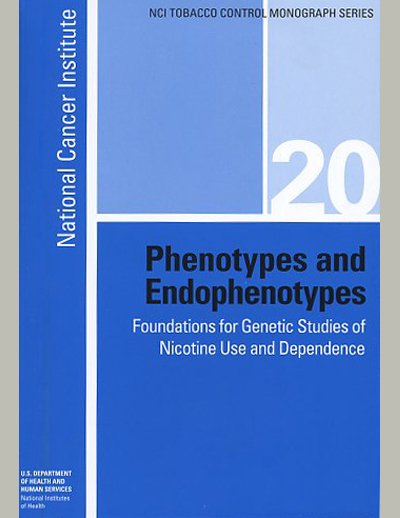 NCI TOBACCO CONTROL MONOGRAPH SERIES
National Cancer Institute
20
Phenotypes and
Endophenotypes
Foundations for Genetic Studies of
Nicotine Use and Dependence
U.S. DEPARTMENT
OF HEALTH AND
HUMAN SERVICES
National Institutes
of Health